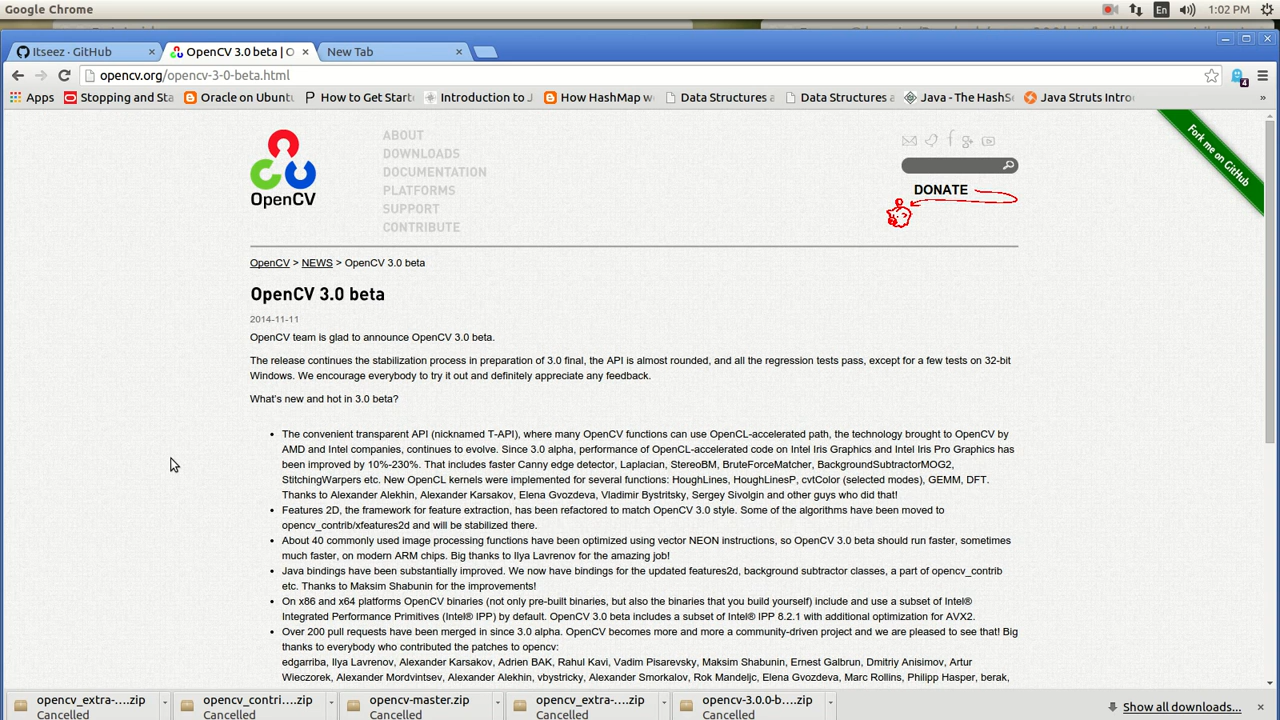 Google Chrome
En
1:02 PM
Itseez · GitHub
OpenCV 3.0 beta | O
New Tab
opencv.org/opencv-3-0-beta.html
4
Apps
Stopping and Sta
Oracle on Ubuntu
How to Get Starte
Introduction to J
How HashMap w
Data Structures a
Data Structures a
Java - The HashSe
Java Struts Intro
»
OpenCV
ABOUT
DOWNLOADS
DOCUMENTATION
PLATFORMS
SUPPORT
CONTRIBUTE
DONATE
Fork me on GitHub
OpenCV > NEWS > OpenCV 3.0 beta
OpenCV 3.0 beta
2014-11-11
OpenCV team is glad to announce OpenCV 3.0 beta.
The release continues the stabilization process in preparation of 3.0 final, the API is almost rounded, and all the regression tests pass, except for a few tests on 32-bit
Windows. We encourage everybody to try it out and definitely appreciate any feedback.
What's new and hot in 3.0 beta?
• The convenient transparent API (nicknamed T-API), where many OpenCV functions can use OpenCL-accelerated path, the technology brought to OpenCV by
AMD and Intel companies, continues to evolve. Since 3.0 alpha, performance of OpenCL-accelerated code on Intel Iris Graphics and Intel Iris Pro Graphics has
been improved by 10%-230%. That includes faster Canny edge detector, Laplacian, StereoBM, BruteForceMatcher, BackgroundSubtractorMOG2,
StitchingWarpers etc. New OpenCL kernels were implemented for several functions: HoughLines, HoughLinesP, cvtColor (selected modes), GEMM, DFT.
Thanks to Alexander Alekhin, Alexander Karsakov, Elena Gvozdeva, Vladimir Bystritsky, Sergey Sivolgin and other guys who did that!
• Features 2D, the framework for feature extraction, has been refactored to match OpenCV 3.0 style. Some of the algorithms have been moved to
opencv_contrib/xfeatures2d and will be stabilized there.
• About 40 commonly used image processing functions have been optimized using vector NEON instructions, so OpenCV 3.0 beta should run faster, sometimes
much faster, on modern ARM chips. Big thanks to Ilya Lavrenov for the amazing job!
• Java bindings have been substantially improved. We now have bindings for the updated features2d, background subtractor classes, a part of opencv_contrib
etc. Thanks to Maksim Shabunin for the improvements!
• On x86 and x64 platforms OpenCV binaries (not only pre-built binaries, but also the binaries that you build yourself) include and use a subset of Intel®
Integrated Performance Primitives (Intel® IPP) by default. OpenCV 3.0 beta includes a subset of Intel® IPP 8.2.1 with additional optimization for AVX2.
• Over 200 pull requests have been merged in since 3.0 alpha. OpenCV becomes more and more a community-driven project and we are pleased to see that! Big
thanks to everybody who contributed the patches to opencv:
edgarriba, Ilya Lavrenov, Alexander Karsakov, Adrien BAK, Rahul Kavi, Vadim Pisarevsky, Maksim Shabunin, Ernest Galbrun, Dmitriy Anisimov, Artur
Wieczorek, Alexander Mordvintsev, Alexander Alekhin, vbystricky, Alexander Smorkalov, Rok Mandeljc, Elena Gvozdeva, Marc Rollins, Philipp Hasper, berak,
opencv_extra-....zip
Cancelled
opencv_contri....zip
Cancelled
opencv-master.zip
Cancelled
opencv_extra-....zip
Cancelled
opencv-3.0.0-b....zip
Cancelled
Show all downloads...